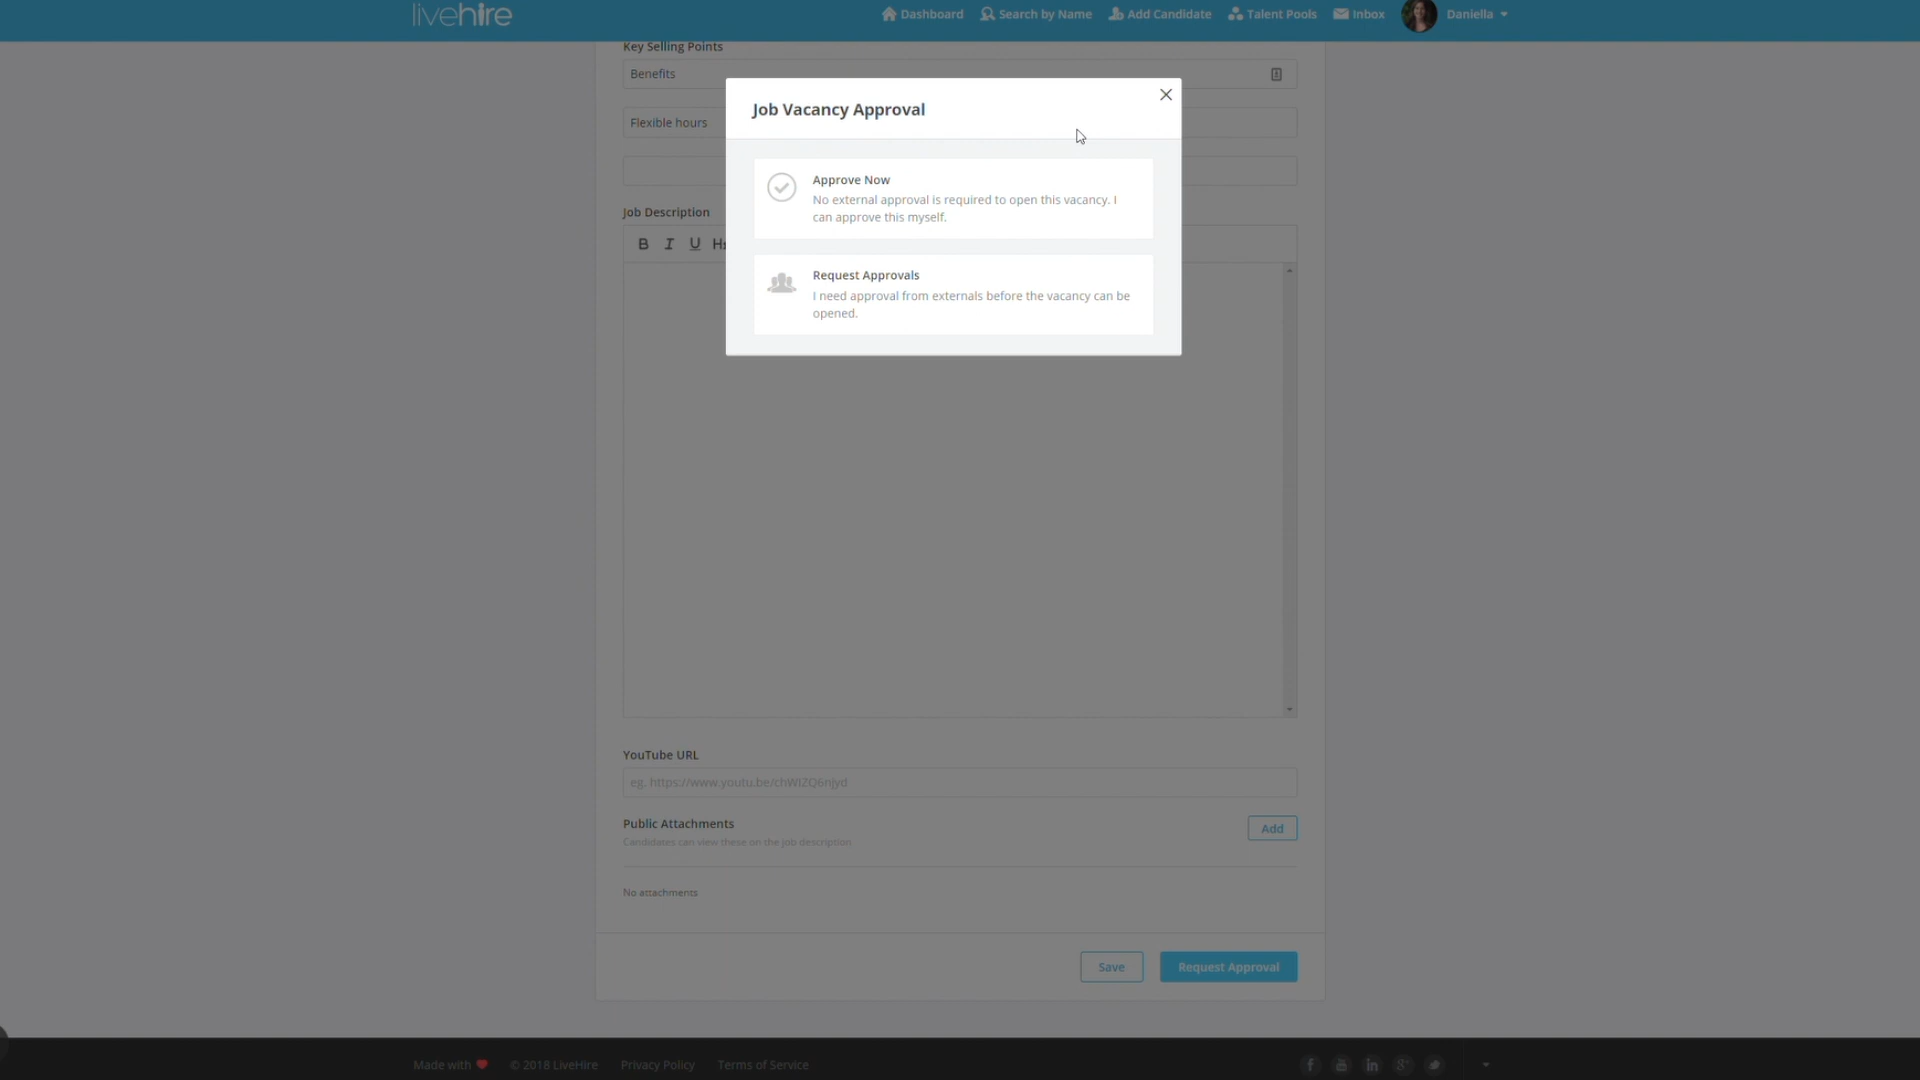 livehire
Dashboard
Search by Name
Add Candidate
Talent Pools
Inbox
Daniella
Key Selling Points
Benefits
Flexible hours
Job Vacancy Approval
Approve Now
No external approval is required to open this vacancy. I
can approve this myself.
Request Approvals
I need approval from externals before the vacancy can be
opened.
Job Description
B I U
YouTube URL
eg. https://www.youtu.be/chWIZQ6njyd
Public Attachments
Candidates can view these on the job description
Add
No attachments
Save
Request Approval
Made with
© 2018 LiveHire
Privacy Policy
Terms of Service